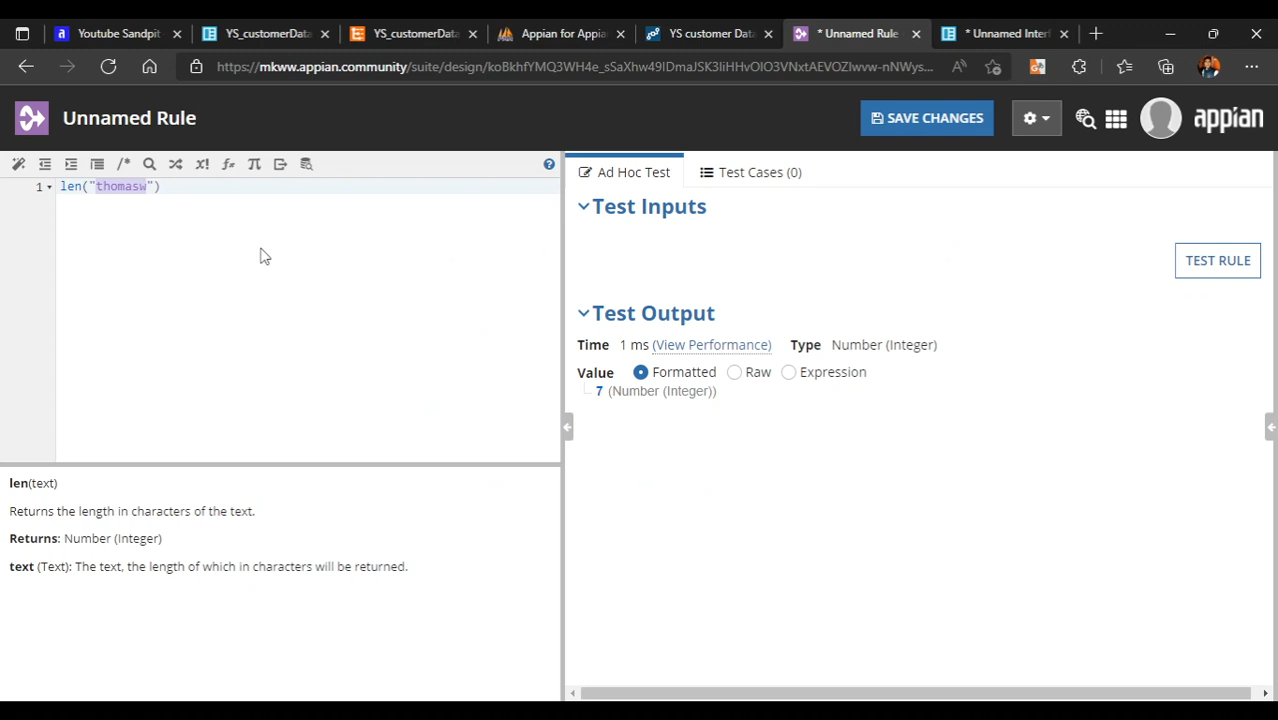 Youtube Sandpit
YS_customerData
YS_customerData
Appian for Appia
YS customer Data
* Unnamed Rule
* Unnamed Interf
https://mkww.appian.community/suite/design/
Unnamed Rule
SAVE CHANGES
appian
1 len("thomasw")
len(text)
Returns the length in characters of the text.
Returns: Number (Integer)
text (Text): The text, the length of which in characters will be returned.
Ad Hoc Test
Test Cases (0)
Test Inputs
TEST RULE
Test Output
Time 1 ms (View Performance) Type Number (Integer)
Value Formatted Raw Expression
7 (Number (Integer))